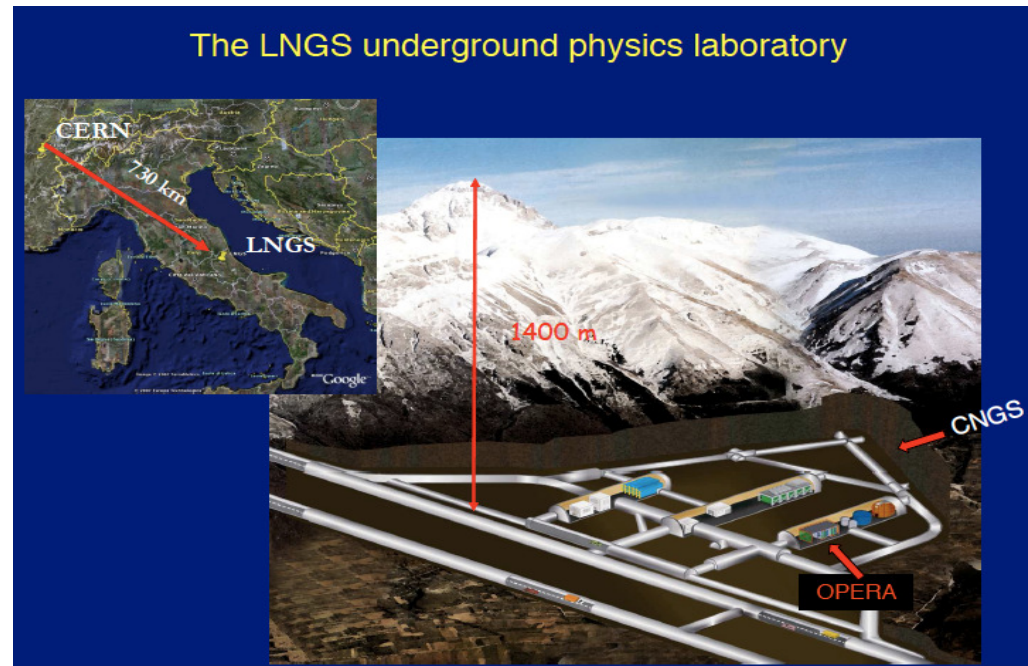 The LNGS underground physics laboratory
CERN
730 km
LNGS
Google
1400 m
CNGS
OPERA